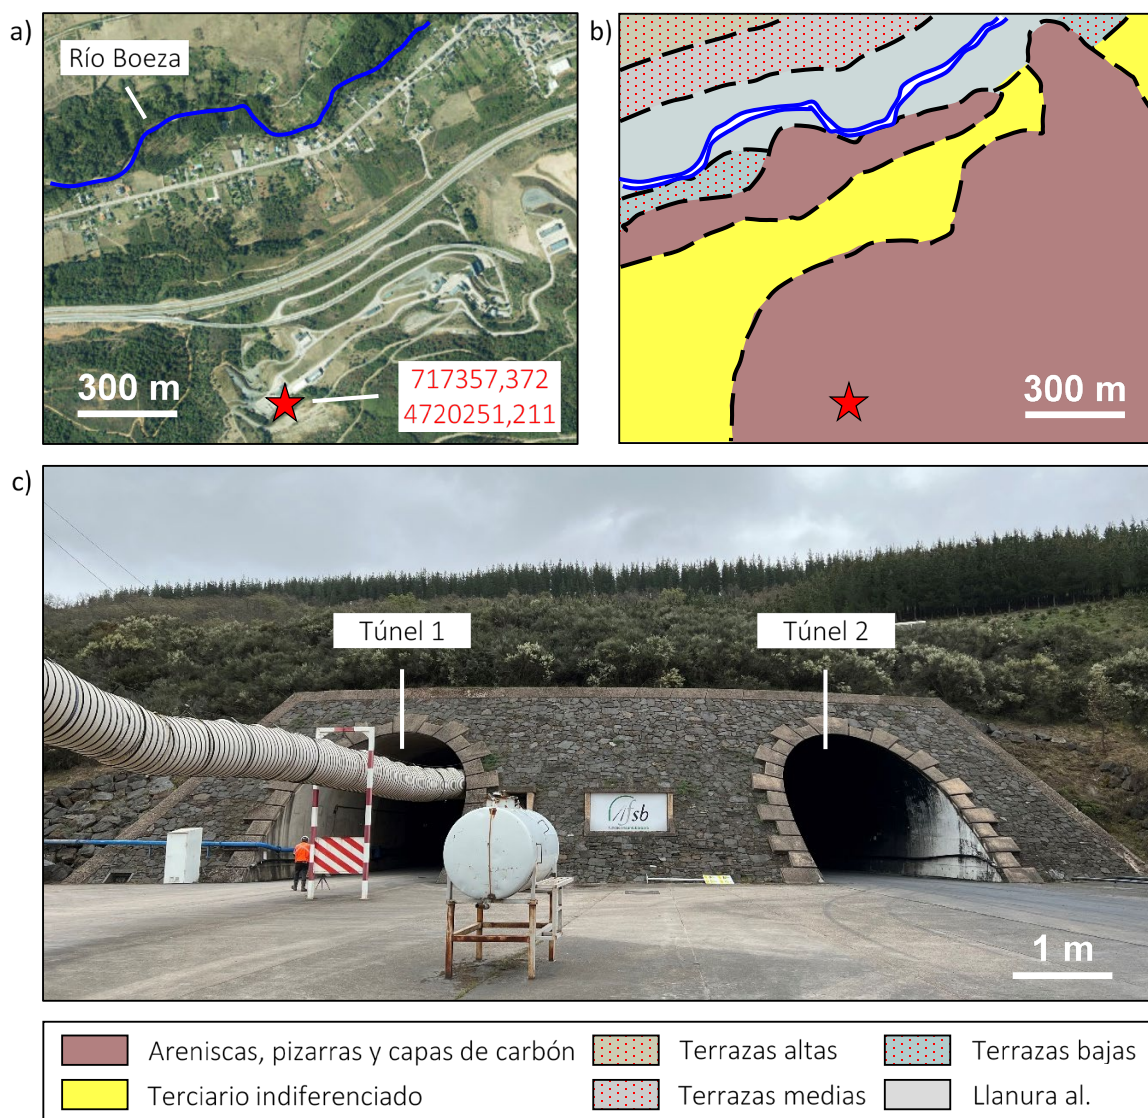 a)
Río Boeza
300 m
717357,372
4720251,211
b)
300 m
c)
Túnel 1
Túnel 2
fsb
1 m
Areniscas, pizarras y capas de carbón
Terrazas altas
Terrazas bajas
Terciario indiferenciado
Terrazas medias
Llanura al.